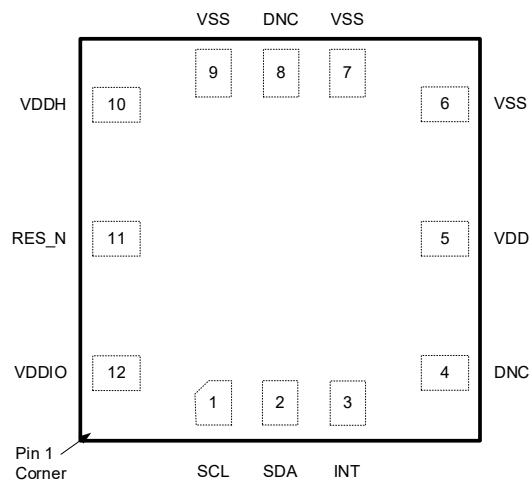 VSS DNC VSS
9 8 7
VDDH 10 6 VSS
RES_N 11 5 VDD
VDDIO 12 4 DNC
1 2 3
Pin 1
Corner
SCL SDA INT